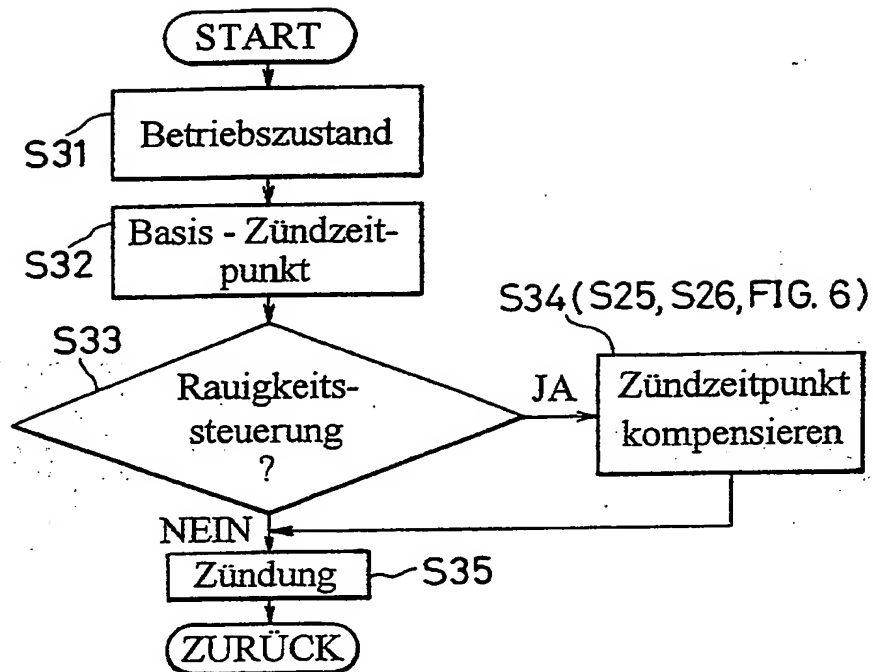 START
S31
Betriebszustand
S32
Basis - Zündzeit-
punkt
S33
Rauigkeits-
steuerung
?
JA
S34(S25, S26, FIG. 6)
Zündzeitpunkt
kompensieren
NEIN
Zündung
S35
ZURÜCK